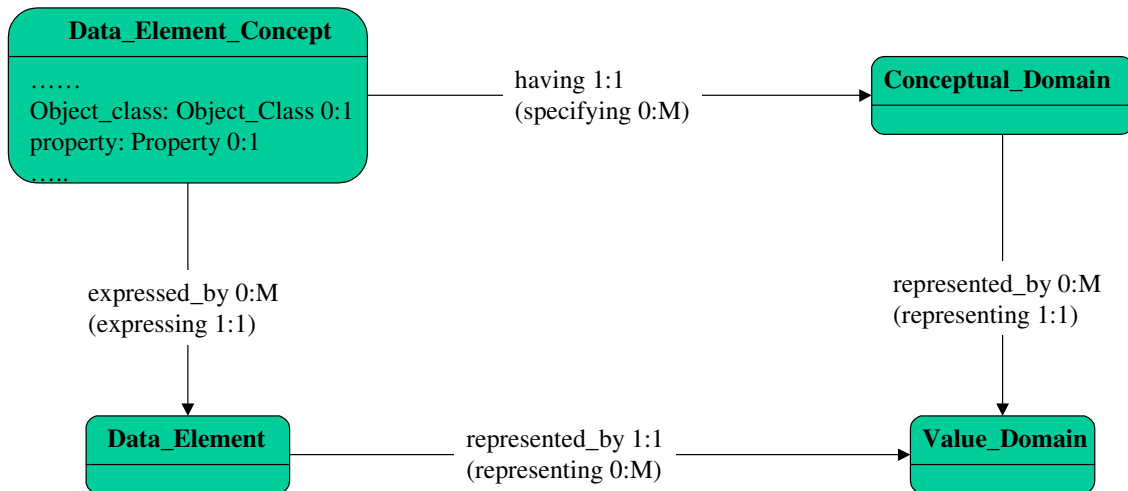 Data_Element_Concept
……
Object_class: Object_Class 0:1
property: Property 0:1
…..
having 1:1
(specifying 0:M)
Conceptual_Domain
expressed_by 0:M
(expressing 1:1)
represented_by 0:M
(representing 1:1)
Data_Element
represented_by 1:1
(representing 0:M)
Value_Domain